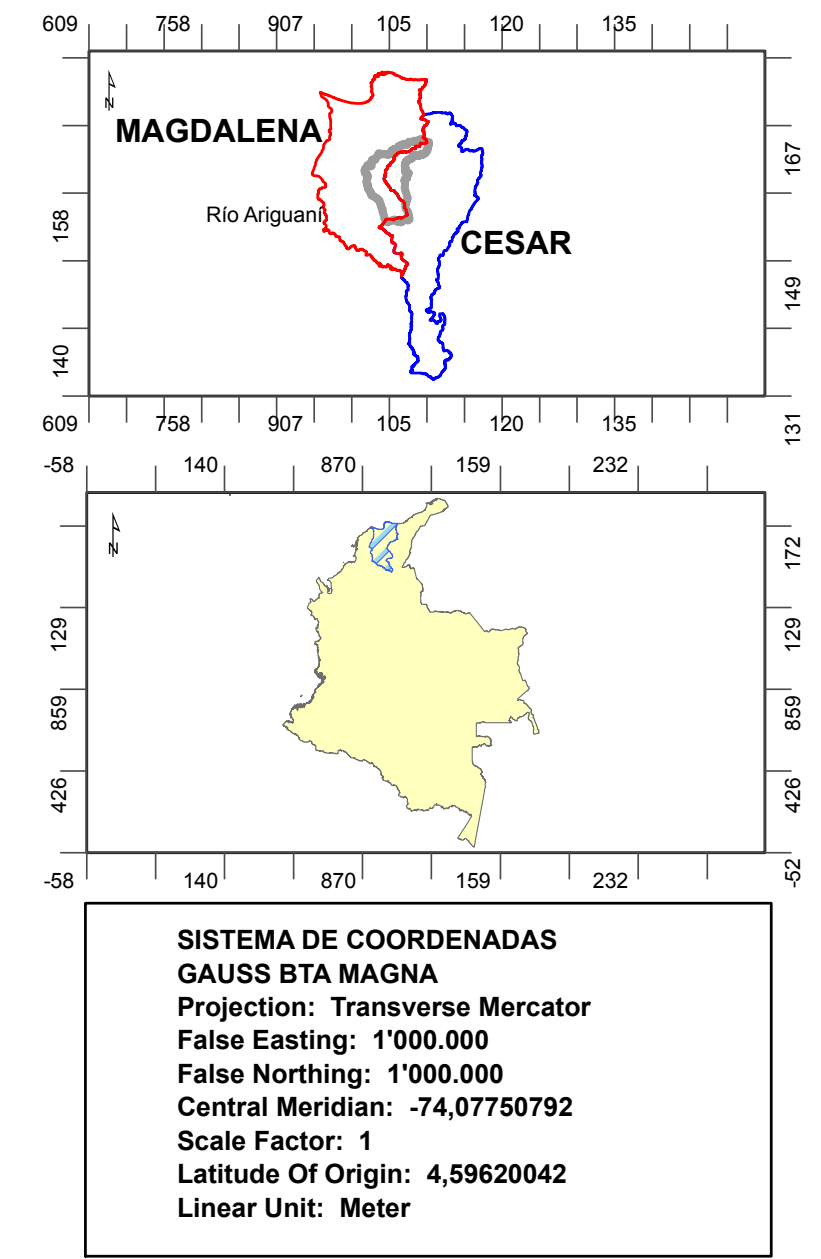 609 758 907 105 120 135
N
MAGDALENA
167
158
Río Ariguaní
CESAR
149
140
131
609 758 907 105 120 135
-58 140 870 159 232
N
172
129 129
859 859
426 426
-52
-58 140 870 159 232
SISTEMA DE COORDENADAS
GAUSS BTA MAGNA
Projection: Transverse Mercator
False Easting: 1'000.000
False Northing: 1'000.000
Central Meridian: -74,07750792
Scale Factor: 1
Latitude Of Origin: 4,59620042
Linear Unit: Meter